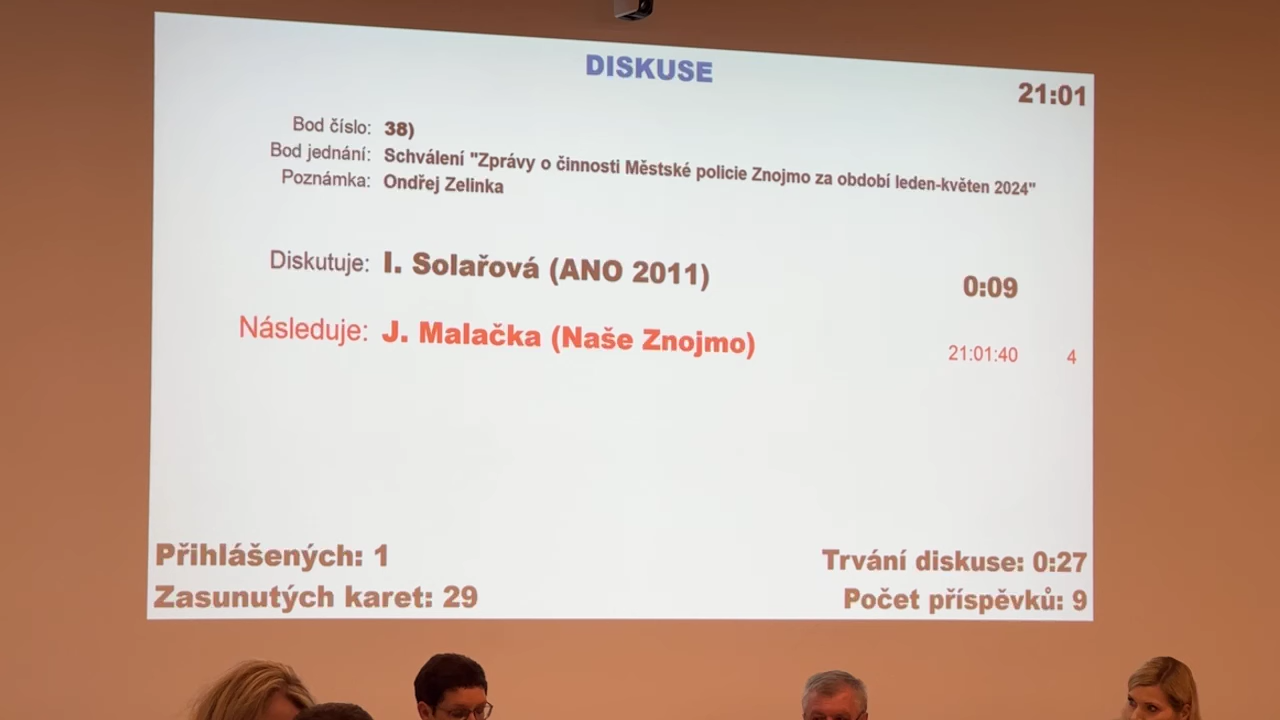 DISKUSE
21:01
Bod číslo: 38)
Bod jednání: Schválení "Zprávy o činnosti Městské policie Znojmo za období leden-květen 2024"
Poznámka: Ondřej Zelinka
Diskutuje: I. Solařová (ANO 2011) 0:09
Následuje: J. Malačka (Naše Znojmo) 21:01:40 4
Přihlášených: 1
Trvání diskuse: 0:27
Zasunutých karet: 29
Počet příspěvků: 9